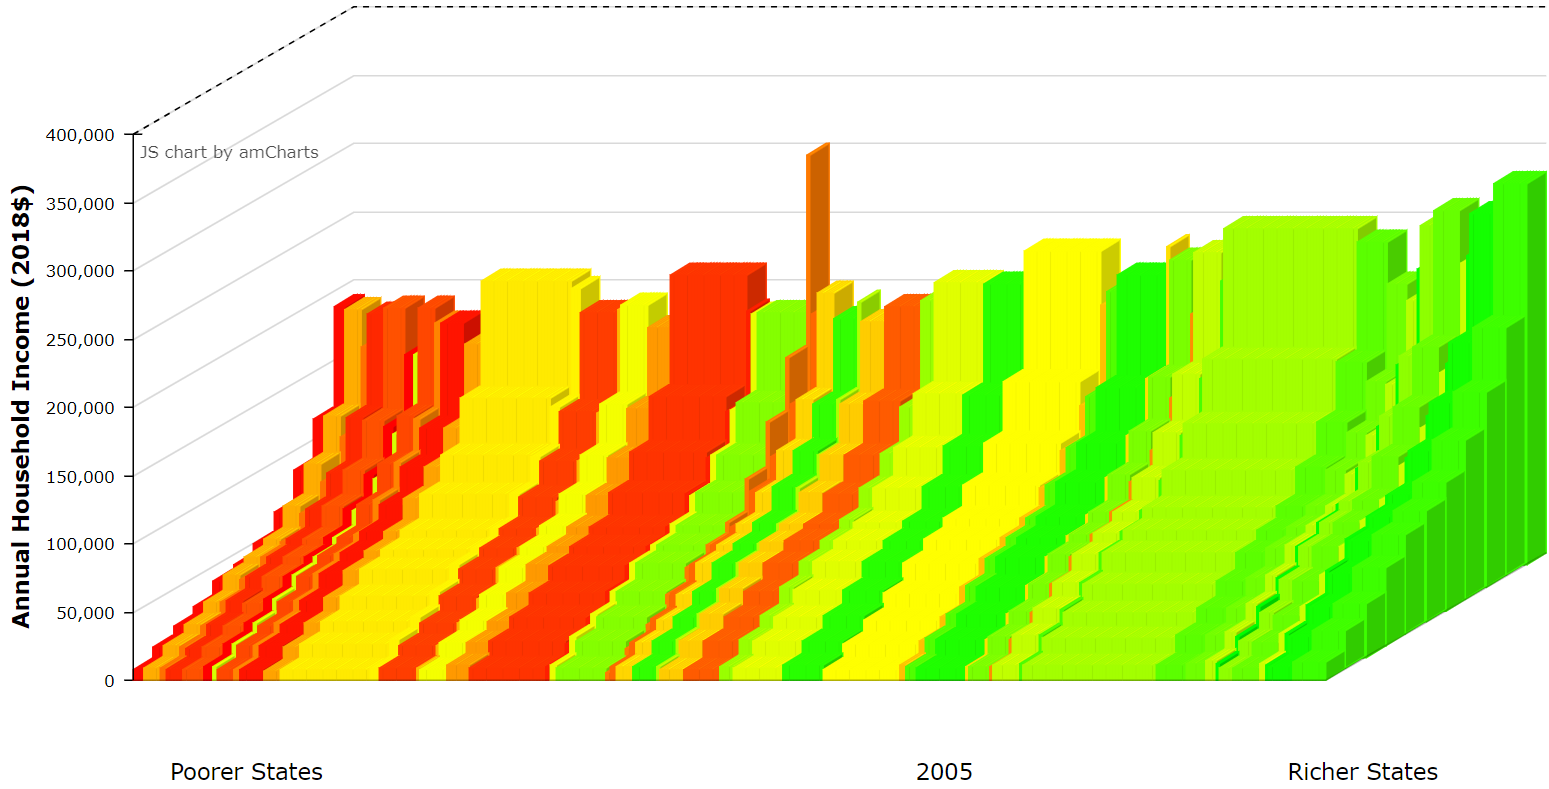 400,000
JS chart by amCharts
350,000
300,000
250,000
200,000
150,000
100,000
50,000
0
Annual Household Income (2018$)
Poorer States
2005
Richer States